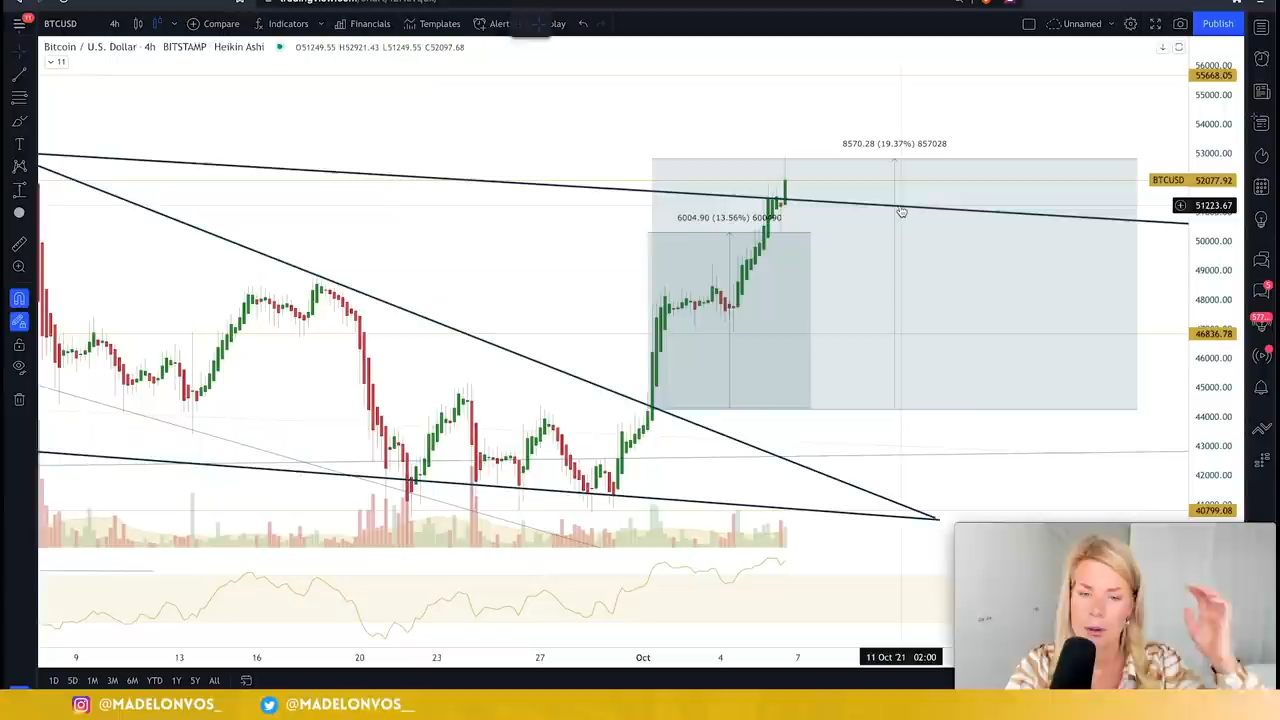 BTCUSD 4h Compare Indicators Financials Templates Alert Unnamed Publish
Bitcoin / U.S. Dollar · 4h BITSTAMP Heikin Ashi O51249.55 H52921.43 L51249.55 C52097.68
11
11
56000.00
55668.05
55000.00
54000.00
8570.28 (19.37%) 857028
53000.00
BTCUSD 52077.92
51223.67
6004.90 (13.56%) 600490
50000.00
49000.00
48000.00
46836.78
46000.00
45000.00
44000.00
43000.00
42000.00
40799.08
5
577...
9 13 16 20 23 27 Oct 4 7 11 Oct '21 02:00
1D 5D 1M 3M 6M YTD 1Y 5Y All
@MADELONVOS_ @MADELONVOS__